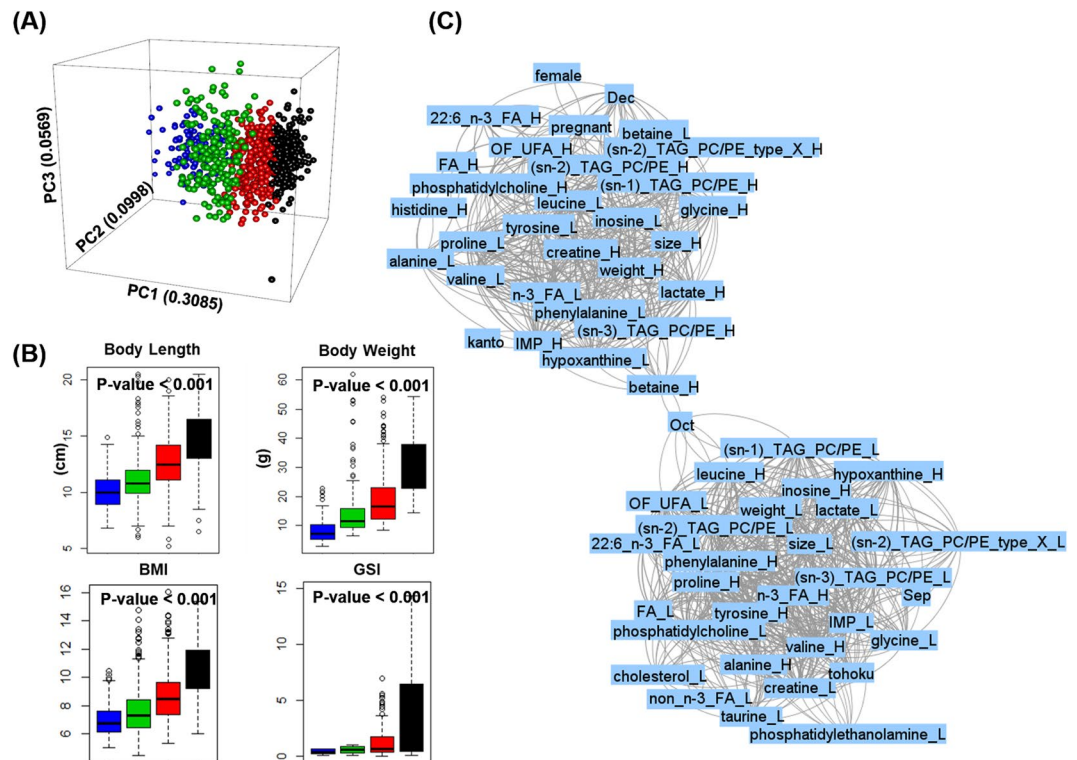 (A)
PC3 (0.0569)
PC2 (0.0998)
PC1 (0.3085)
(B)
Body Length
P-value < 0.001
(cm)
20
15
10
5
Body Weight
P-value < 0.001
(g)
60
50
40
30
20
10
BMI
P-value < 0.001
16
14
12
10
8
6
GSI
P-value < 0.001
15
10
5
0
(C)
female
Dec
22:6_n-3_FA_H
pregnant
betaine_L
OF_UFA_H
(sn-2)_TAG_PC/PE_type_X_H
FA_H
(sn-2)_TAG_PC/PE_H
phosphatidylcholine_H
(sn-1)_TAG_PC/PE_H
leucine_L
histidine_H
glycine_H
inosine_L
tyrosine_L
proline_L
size_H
creatine_H
alanine_L
weight_H
valine_L
n-3_FA_L
lactate_H
phenylalanine_L
(sn-3)_TAG_PC/PE_H
kanto
IMP_H
hypoxanthine_L
betaine_H
Oct
(sn-1)_TAG_PC/PE_L
leucine_H
hypoxanthine_H
inosine_H
OF_UFA_L
weight_L
lactate_L
(sn-2)_TAG_PC/PE_L
22:6_n-3_FA_L
size_L
(sn-2)_TAG_PC/PE_type_X_L
phenylalanine_H
proline_H
(sn-3)_TAG_PC/PE_L
n-3_FA_H
Sep
FA_L
tyrosine_H
IMP_L
phosphatidylcholine_L
glycine_L
valine_H
alanine_H
cholesterol_L
tohoku
creatine_L
non_n-3_FA_L
taurine_L
phosphatidylethanolamine_L